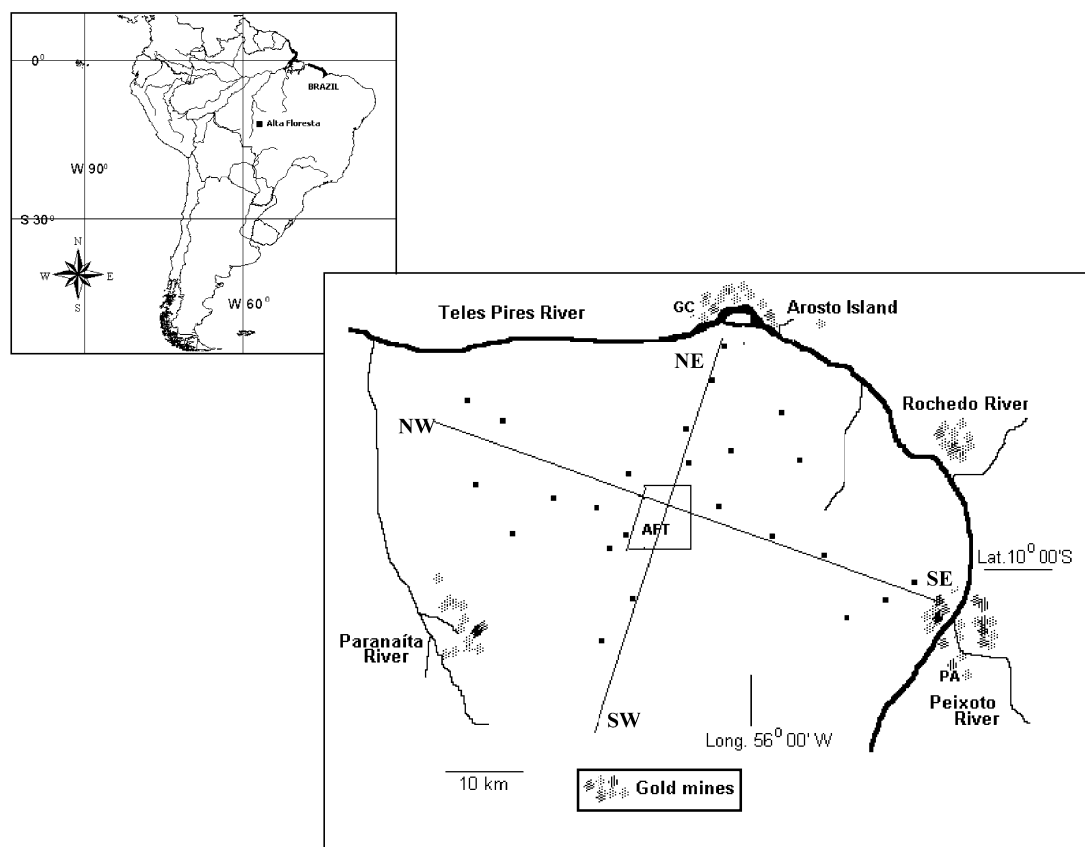 0°
BRAZIL
Alta Floresta
W 90°
S 30°
N
W E
S
W 60°
GC
Arosto Island
Teles Pires River
NE
Rochedo River
NW
AFT
Lat.10° 00'S
SE
Paranaíta
River
PA
Peixoto
River
SW
Long. 56° 00' W
10 km
Gold mines